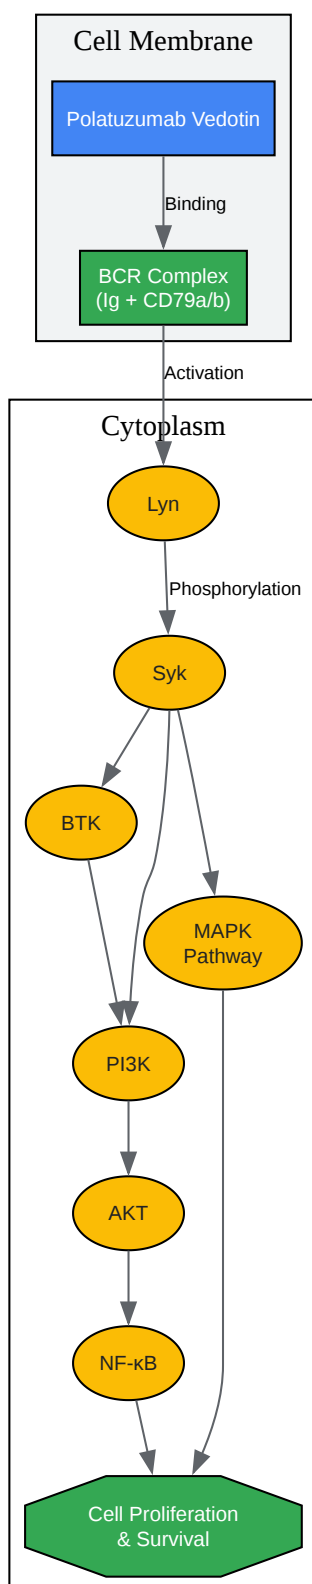 Cell Membrane
Polatuzumab Vedotin
Binding
BCR Complex
(Ig + CD79a/b)
Activation
Cytoplasm
Lyn
Phosphorylation
Syk
BTK
MAPK
Pathway
PI3K
AKT
NF-κB
Cell Proliferation
& Survival